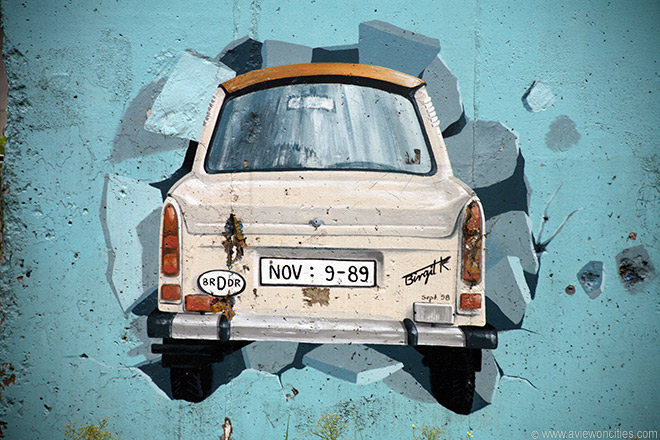 BRDDR
NOV : 9-89
Birgit K
Sept. 98
© www.aviewoncities.com